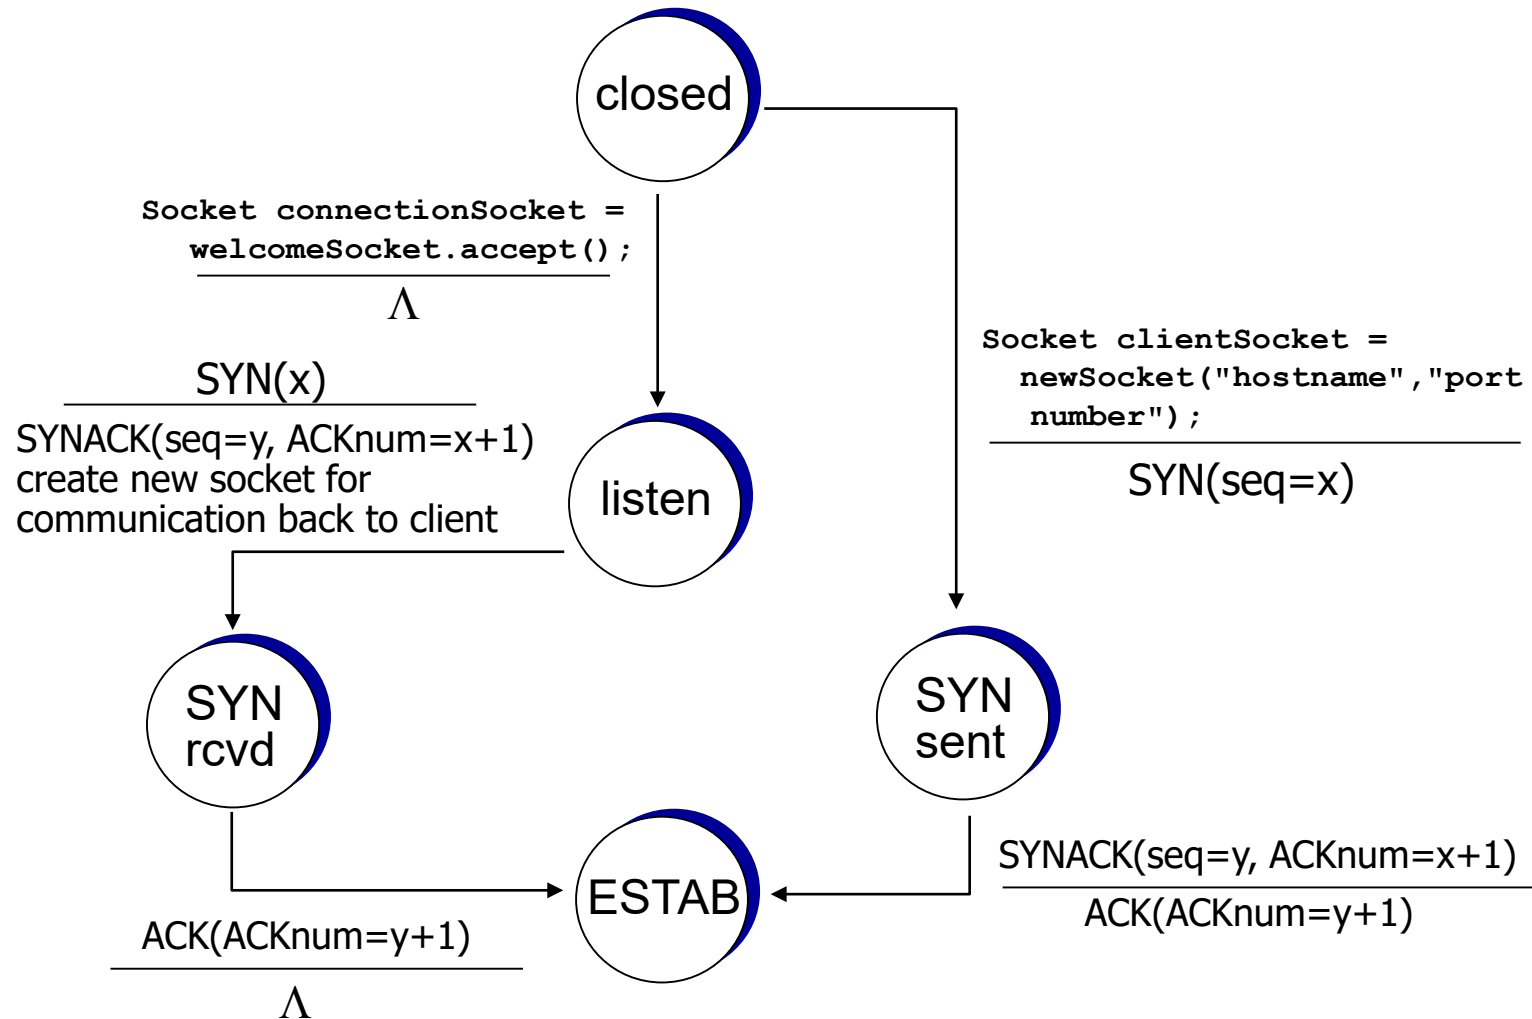 closed
Socket connectionSocket =
welcomeSocket.accept();
Λ
SYN(x)
SYNACK(seq=y, ACKnum=x+1)
create new socket for
communication back to client
listen
Socket clientSocket =
newSocket("hostname","port
number");
SYN(seq=x)
SYN
rcvd
SYN
sent
ESTAB
SYNACK(seq=y, ACKnum=x+1)
ACK(ACKnum=y+1)
ACK(ACKnum=y+1)
Λ